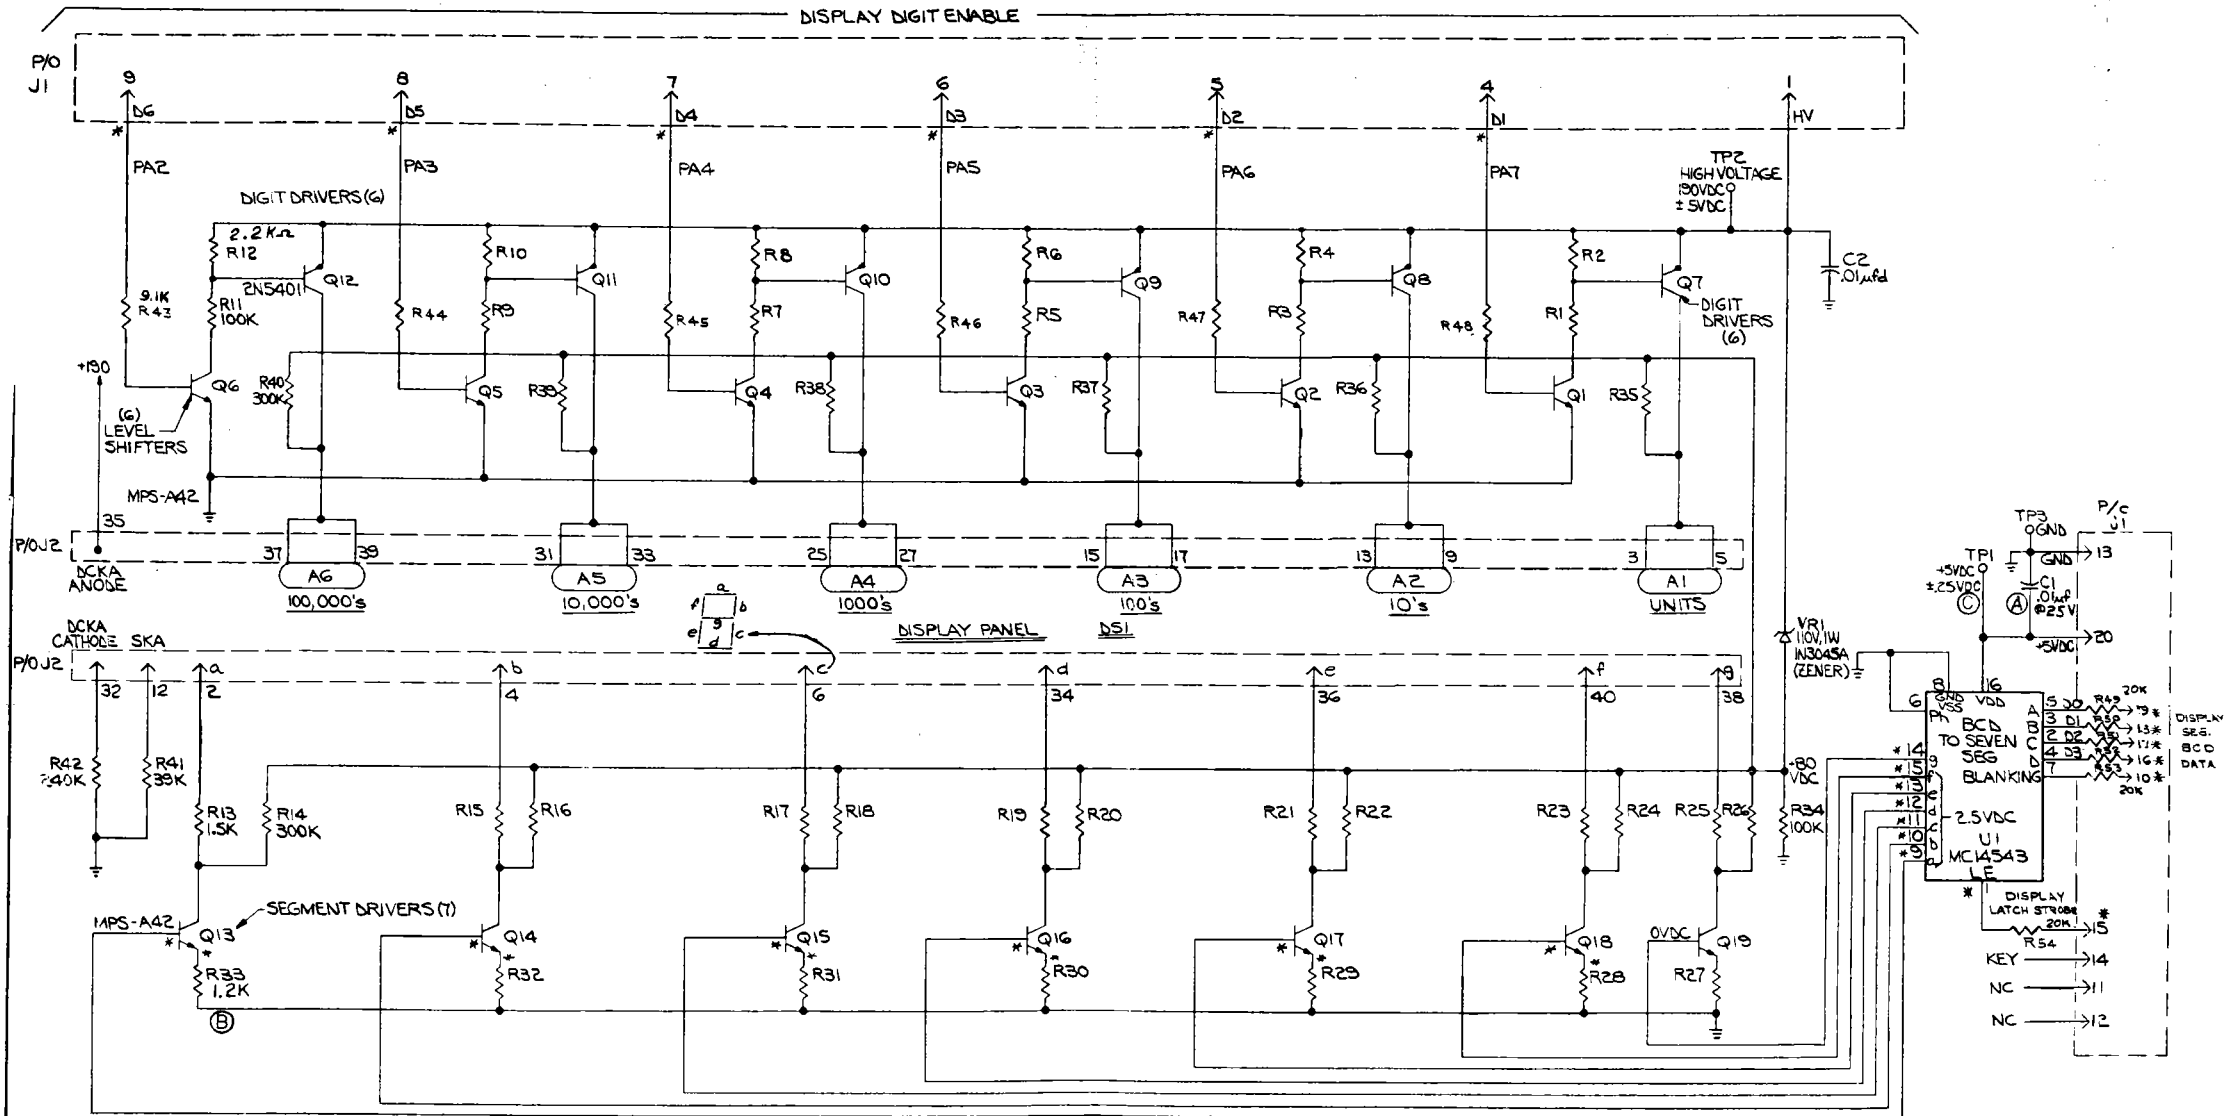 DISPLAY DIGIT ENABLE
P/O
J1
9
8
7
6
5
4
1
D6
D5
D4
D3
D2
D1
HV
*
*
*
*
*
*
PA2
PA3
PA4
PA5
PA6
PA7
TP2
HIGH VOLTAGE
190VDC
±5VDC
DIGIT DRIVERS (6)
2.2KΩ
R12
R10
R8
R6
R4
R2
2N5401
Q12
Q11
Q10
Q9
Q8
Q7
C2
.01µfd
9.1K
R43
R11
100K
R44
R9
R45
R7
R46
R5
R47
R3
R48
R1
DIGIT
DRIVERS
(6)
+190
Q6
R40
300K
Q5
R39
Q4
R38
Q3
R37
Q2
R36
Q1
R35
(6)
LEVEL
SHIFTERS
MPS-A42
35
P/O J2
DCKA
ANODE
37
39
31
33
25
27
15
17
13
9
3
5
A6
A5
A4
A3
A2
A1
100,000's
10,000's
1000's
100's
10's
UNITS
a
f
b
g
e
c
d
DISPLAY PANEL
DS1
DCKA
CATHODE
SKA
P/O J2
a
b
c
d
e
f
g
32
12
2
4
6
34
36
40
38
VR1
110V, 1W
1N3045A
(ZENER)
R42
R41
39K
R13
1.5K
R14
300K
R15
R16
R17
R18
R19
R20
R21
R22
R23
R24
R25
R26
+80
VDC
R34
100K
MPS-A42
SEGMENT DRIVERS (7)
* Q13
* Q14
* Q15
* Q16
* Q17
* Q18
0VDC
Q19
R33
1.2K
* R32
* R31
* R30
* R29
* R28
R27
B
TP3
GND
P/C
J1
GND
13
TP1
+5VDC
±.25VDC
C
A
C1
.01µf
@25V
+5VDC
20
6
8
16
Ph
GND
VSS
VDD
BCD
TO SEVEN
SEG
BLANKING
A
B
C
D
5
3
2
4
7
D0
D1
D2
D3
R49
R50
R53
20K
20K
16*
10*
DISPLAY
SEG.
BCD
DATA
*14
*12
*11
g
f
e
d
c
b
a
2.5VDC
U1
MC14543
LE
*
DISPLAY
LATCH STROBE
20K
R54
*
15
KEY
14
NC
11
NC
12